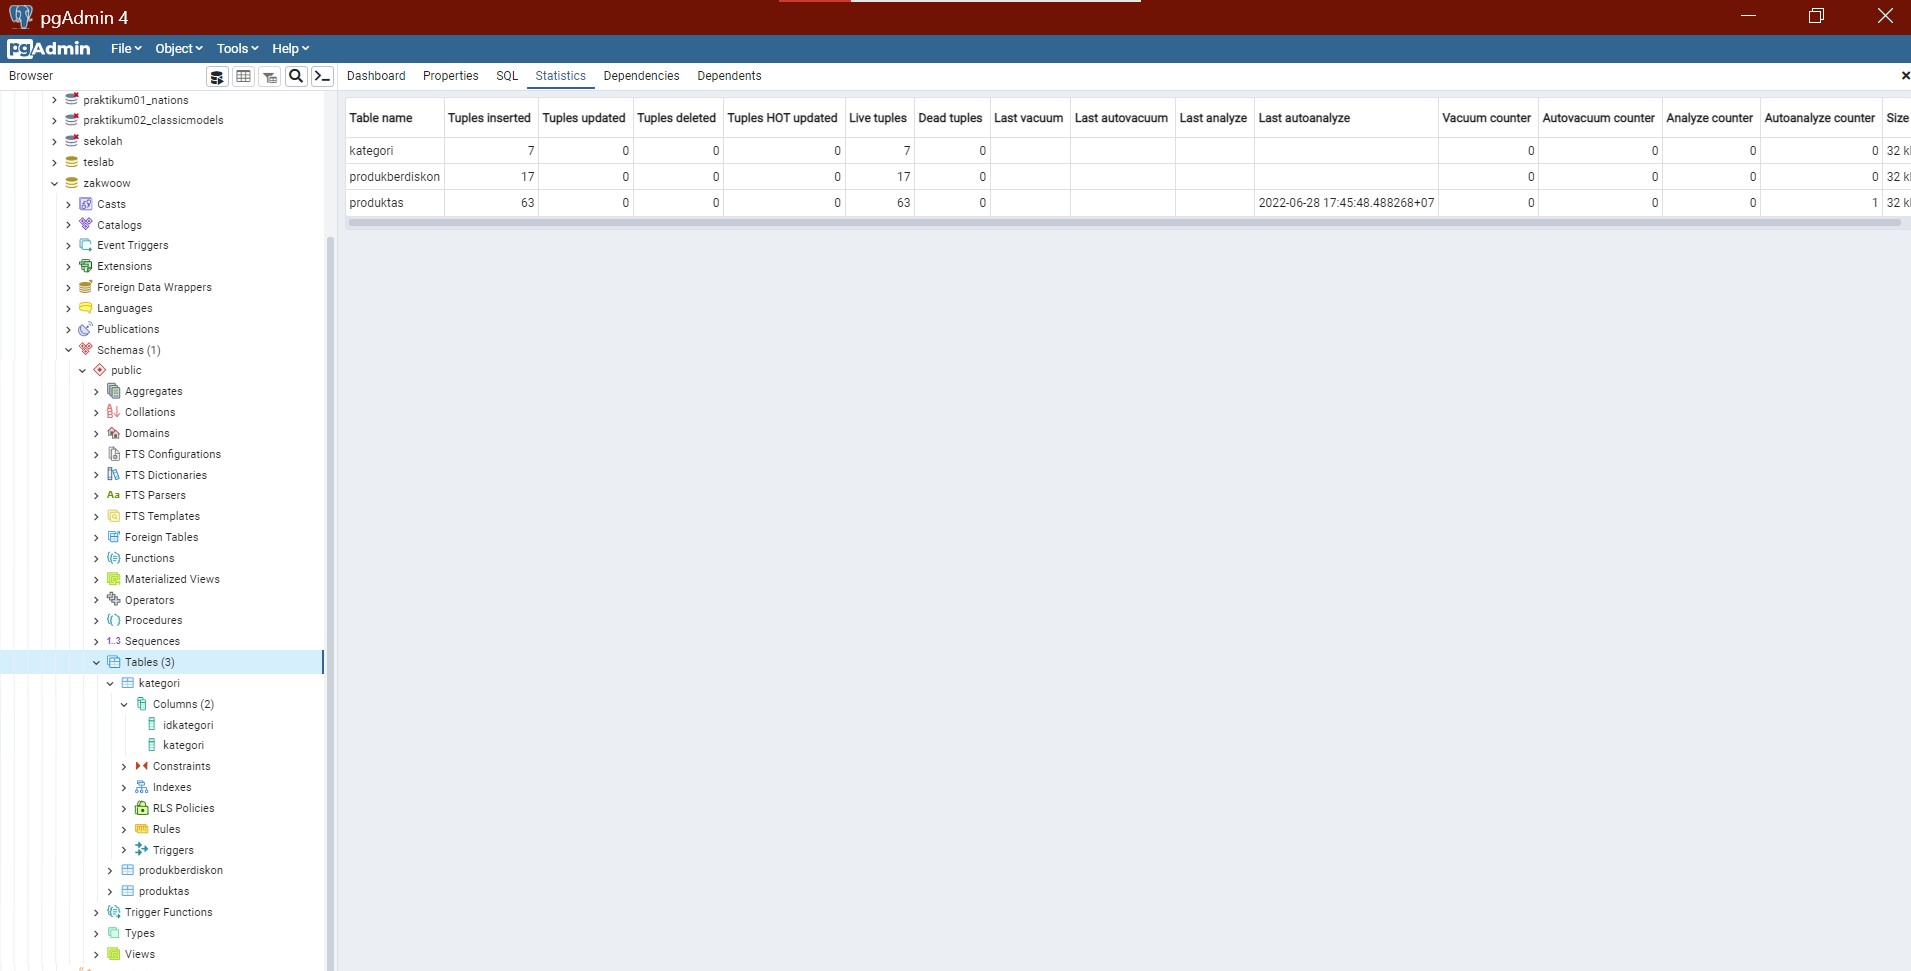 pgAdmin 4
pgAdmin File Object Tools Help
Browser
Dashboard Properties SQL Statistics Dependencies Dependents
praktikum01_nations
praktikum02_classicmodels
sekolah
teslab
zakwoow
Casts
Catalogs
Event Triggers
Extensions
Foreign Data Wrappers
Languages
Publications
Schemas (1)
public
Aggregates
Collations
Domains
FTS Configurations
FTS Dictionaries
Aa FTS Parsers
FTS Templates
Foreign Tables
Functions
Materialized Views
Operators
Procedures
1..3 Sequences
Tables (3)
kategori
Columns (2)
idkategori
kategori
Constraints
Indexes
RLS Policies
Rules
Triggers
produkberdiskon
produktas
Trigger Functions
Types
Views
Table name Tuples inserted Tuples updated Tuples deleted Tuples HOT updated Live tuples Dead tuples Last vacuum Last autovacuum Last analyze Last autoanalyze Vacuum counter Autovacuum counter Analyze counter Autoanalyze counter Size
kategori 7 0 0 0 7 0 0 0 0 0 32
produkberdiskon 17 0 0 0 17 0 0 0 0 0 32
produktas 63 0 0 0 63 0 2022-06-28 17:45:48.488268+07 0 0 0 1 32